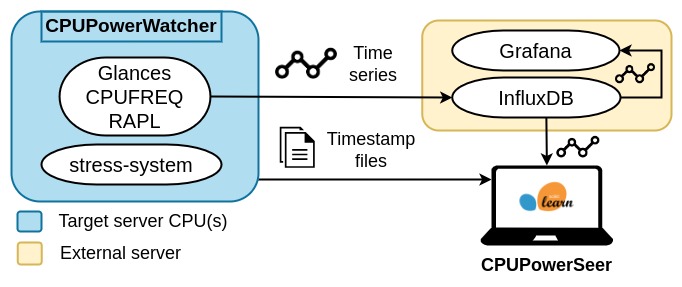 CPUPowerWatcher
Glances
CPUFREQ
RAPL
stress-system
Time
series
Timestamp
files
Grafana
InfluxDB
learn
CPUPowerSeer
Target server CPU(s)
External server